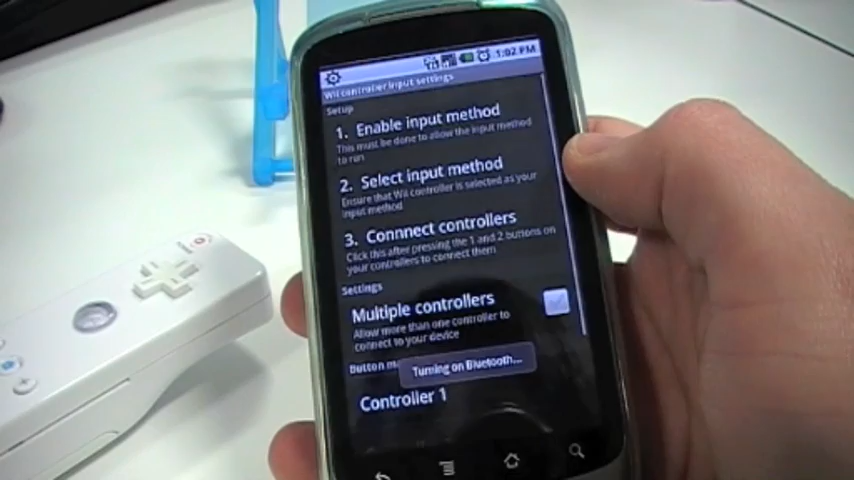 1:02 PM
Wii controller input settings
Setup
1. Enable input method
This must be done to allow the input method
to run
2. Select input method
Ensure that Wii controller is selected as your
input method
3. Connnect controllers
Click this after pressing the 1 and 2 buttons on
your controllers to connect them
Settings
Multiple controllers
Allow more than one controller to
connect to your device
Button m
Turning on Bluetooth...
Controller 1